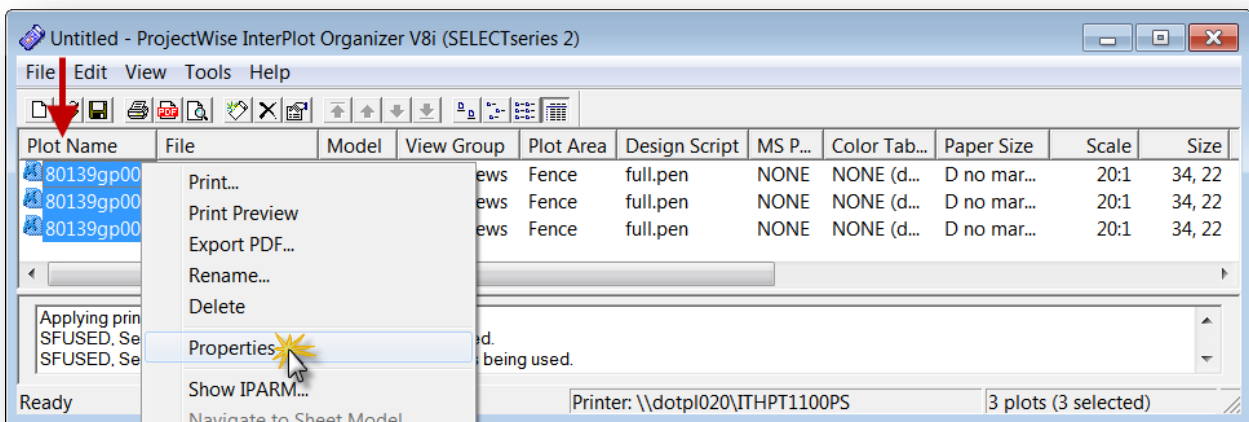 Untitled - ProjectWise InterPlot Organizer V8i (SELECTseries 2)
File Edit View Tools Help
Plot Name File Model View Group Plot Area Design Script MS P... Color Tab... Paper Size Scale Size
80139gp00 ews Fence full.pen NONE NONE (d... D no mar... 20:1 34, 22
80139gp00 ews Fence full.pen NONE NONE (d... D no mar... 20:1 34, 22
80139gp00 ews Fence full.pen NONE NONE (d... D no mar... 20:1 34, 22
Print...
Print Preview
Export PDF...
Rename...
Delete
Properties
Show IPARM...
Navigate to Sheet Model
Applying prin
SFUSED, Se ed.
SFUSED, Se being used.
Ready Printer: \\dotpl020\ITHPT1100PS 3 plots (3 selected)